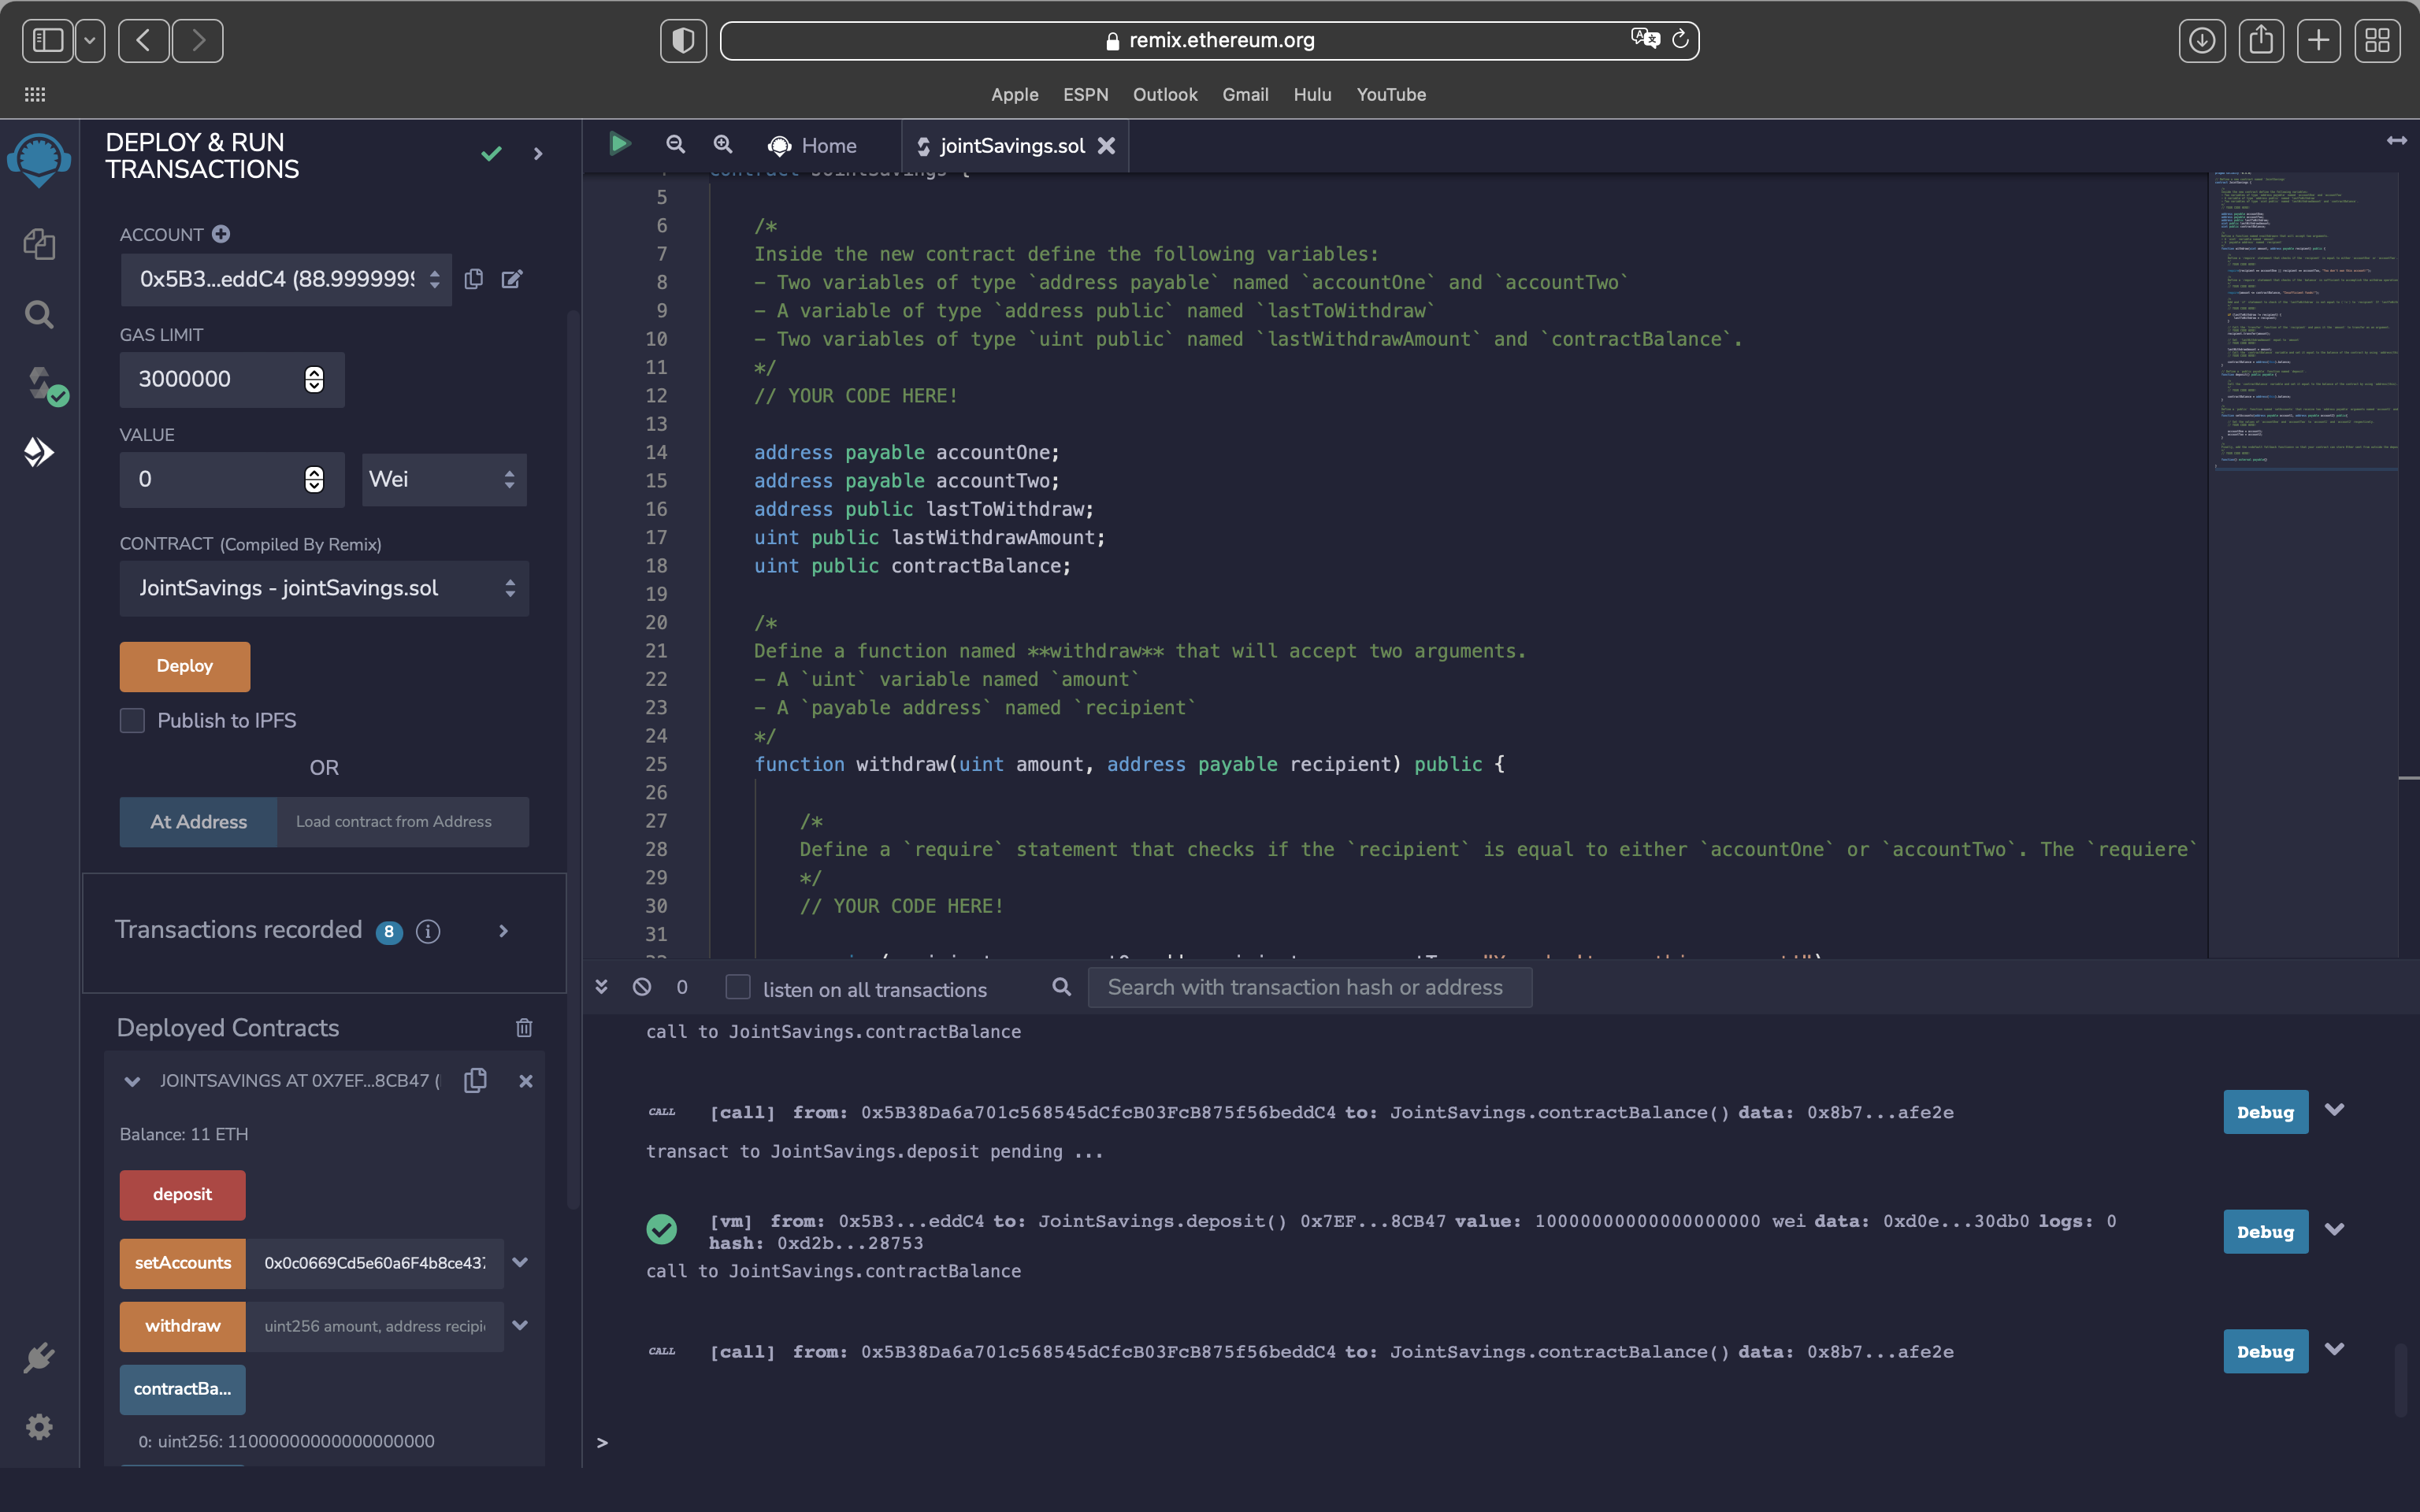 remix.ethereum.org
Apple ESPN Outlook Gmail Hulu YouTube
DEPLOY & RUN
TRANSACTIONS
ACCOUNT
0x5B3...eddC4 (88.9999999
GAS LIMIT
3000000
VALUE
0
Wei
CONTRACT (Compiled By Remix)
JointSavings - jointSavings.sol
Deploy
Publish to IPFS
OR
At Address
Load contract from Address
Transactions recorded 8 i
Deployed Contracts
JOINTSAVINGS AT 0X7EF...8CB47 (
Balance: 11 ETH
deposit
setAccounts 0x0c0669Cd5e60a6F4b8ce437
withdraw uint256 amount, address recipi
contractBa...
0: uint256: 11000000000000000000
Home
jointSavings.sol
4 contract JointSavings {
5
6 /*
7 Inside the new contract define the following variables:
8 - Two variables of type `address payable` named `accountOne` and `accountTwo`
9 - A variable of type `address public` named `lastToWithdraw`
10 - Two variables of type `uint public` named `lastWithdrawAmount` and `contractBalance`.
11 */
12 // YOUR CODE HERE!
13
14 address payable accountOne;
15 address payable accountTwo;
16 address public lastToWithdraw;
17 uint public lastWithdrawAmount;
18 uint public contractBalance;
19
20 /*
21 Define a function named **withdraw** that will accept two arguments.
22 - A `uint` variable named `amount`
23 - A `payable address` named `recipient`
24 */
25 function withdraw(uint amount, address payable recipient) public {
26
27 /*
28 Define a `require` statement that checks if the `recipient` is equal to either `accountOne` or `accountTwo`. The `requiere`
29 */
30 // YOUR CODE HERE!
31
0
listen on all transactions
Search with transaction hash or address
call to JointSavings.contractBalance
CALL [call] from: 0x5B38Da6a701c568545dCfcB03FcB875f56beddC4 to: JointSavings.contractBalance() data: 0x8b7...afe2e
Debug
transact to JointSavings.deposit pending ...
[vm] from: 0x5B3...eddC4 to: JointSavings.deposit() 0x7EF...8CB47 value: 10000000000000000000 wei data: 0xd0e...30db0 logs: 0
hash: 0xd2b...28753
Debug
call to JointSavings.contractBalance
CALL [call] from: 0x5B38Da6a701c568545dCfcB03FcB875f56beddC4 to: JointSavings.contractBalance() data: 0x8b7...afe2e
Debug
>